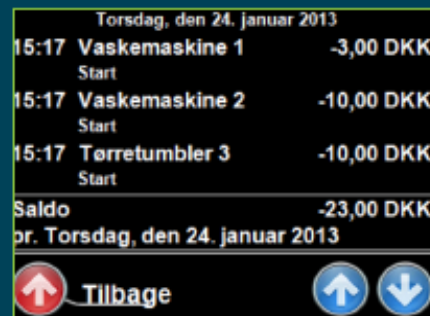 Torsdag, den 24. januar 2013
15:17 Vaskemaskine 1 -3,00 DKK
Start
15:17 Vaskemaskine 2 -10,00 DKK
Start
15:17 Tørretumbler 3 -10,00 DKK
Start
Saldo -23,00 DKK
pr. Torsdag, den 24. januar 2013
Tilbage